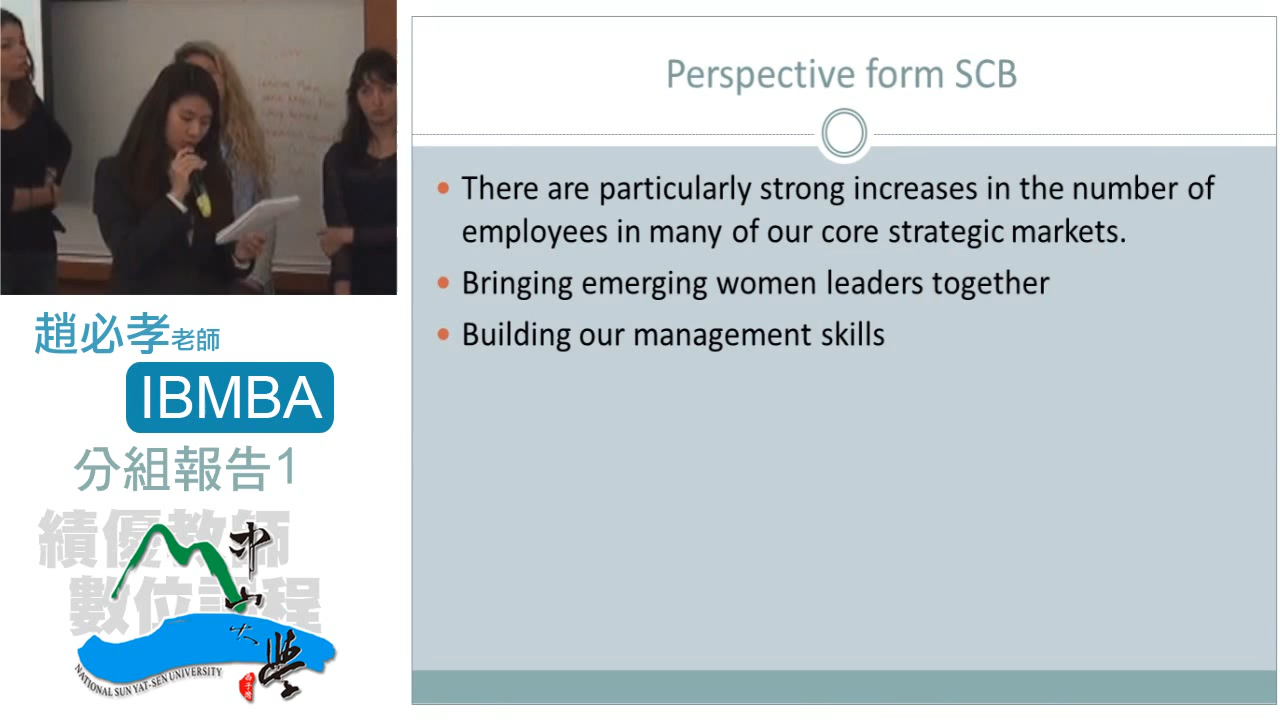 Perspective form SCB
• There are particularly strong increases in the number of
employees in many of our core strategic markets.
• Bringing emerging women leaders together
• Building our management skills
趙必孝老師
IBMBA
分組報告1
績優教師
數位課程
中山大學
NATIONAL SUN YAT-SEN UNIVERSITY